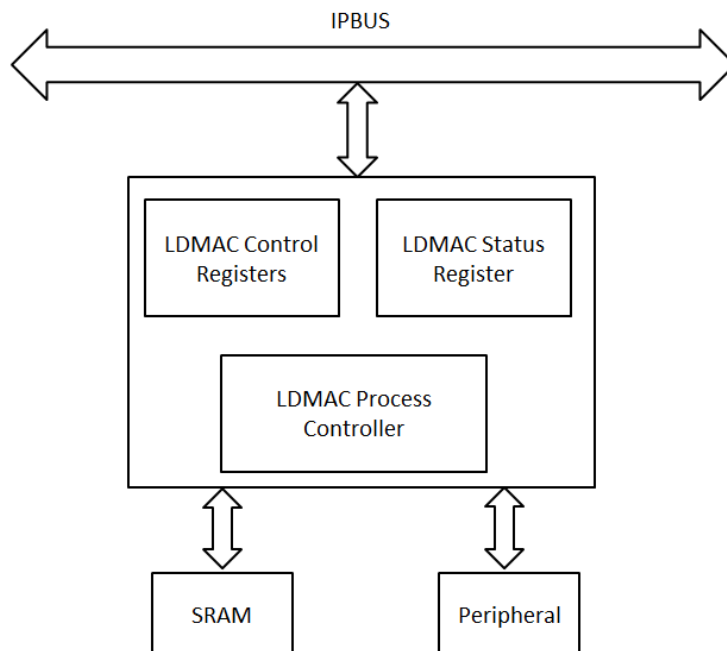 IPBUS
LDMAC Control
Registers
LDMAC Status
Register
LDMAC Process
Controller
SRAM
Peripheral